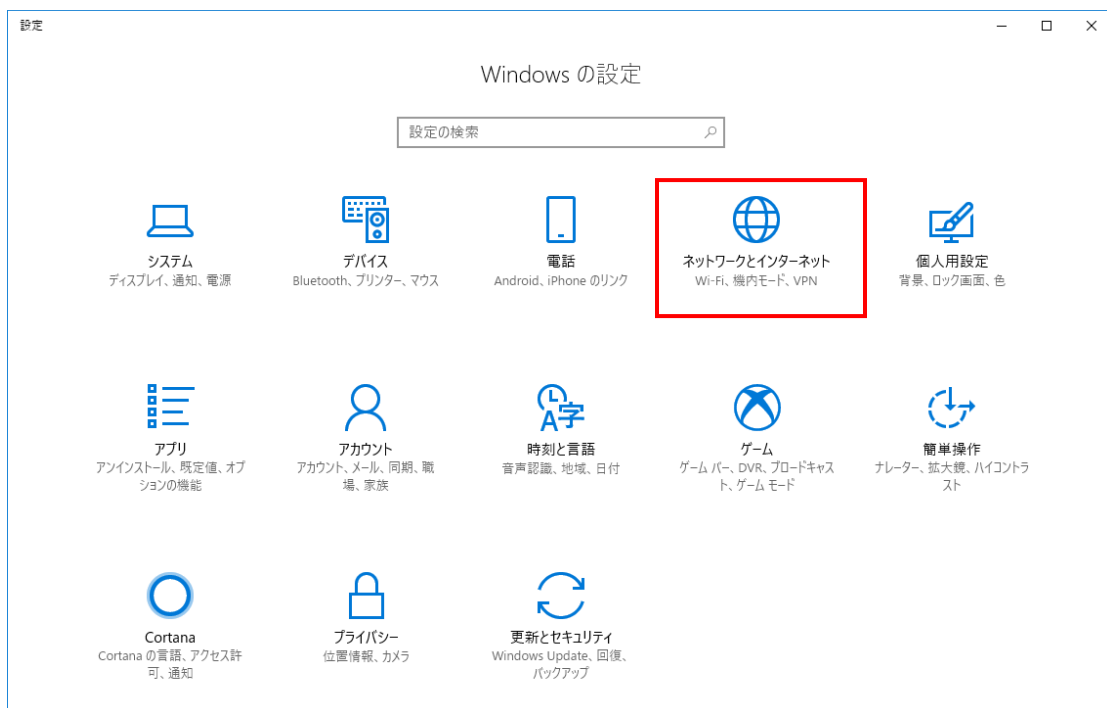 設定
Windows の設定
設定の検索
システム
ディスプレイ、通知、電源
デバイス
Bluetooth、プリンター、マウス
電話
Android、iPhone のリンク
ネットワークとインターネット
Wi-Fi、機内モード、VPN
個人用設定
背景、ロック画面、色
アプリ
アンインストール、既定値、オプ
ションの機能
アカウント
アカウント、メール、同期、職
場、家族
時刻と言語
音声認識、地域、日付
ゲーム
ゲーム バー、DVR、ブロードキャス
ト、ゲーム モード
簡単操作
ナレーター、拡大鏡、ハイコントラ
スト
Cortana
Cortana の言語、アクセス許
可、通知
プライバシー
位置情報、カメラ
更新とセキュリティ
Windows Update、回復、
バックアップ